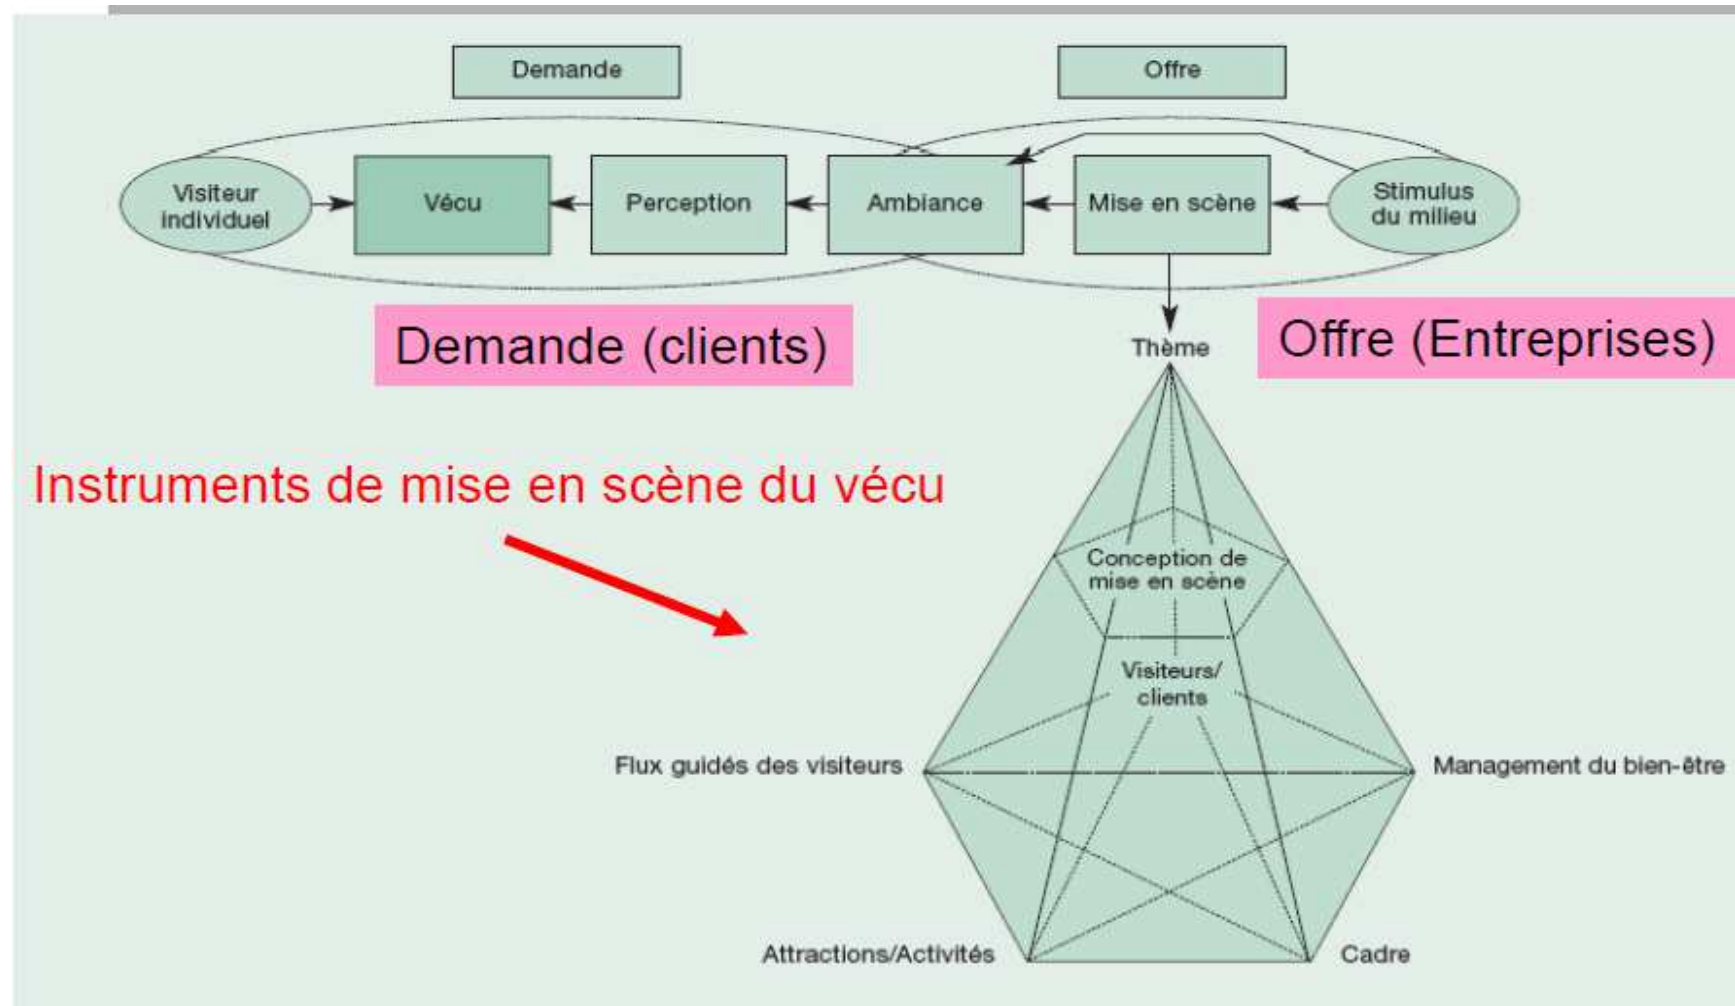 Demande
Offre
Visiteur
individuel
Vécu
Perception
Ambiance
Mise en scène
Stimulus
du milieu
Demande (clients)
Offre (Entreprises)
Thème
Instruments de mise en scène du vécu
Conception de
mise en scène
Visiteurs/
clients
Flux guidés des visiteurs
Management du bien-être
Attractions/Activités
Cadre